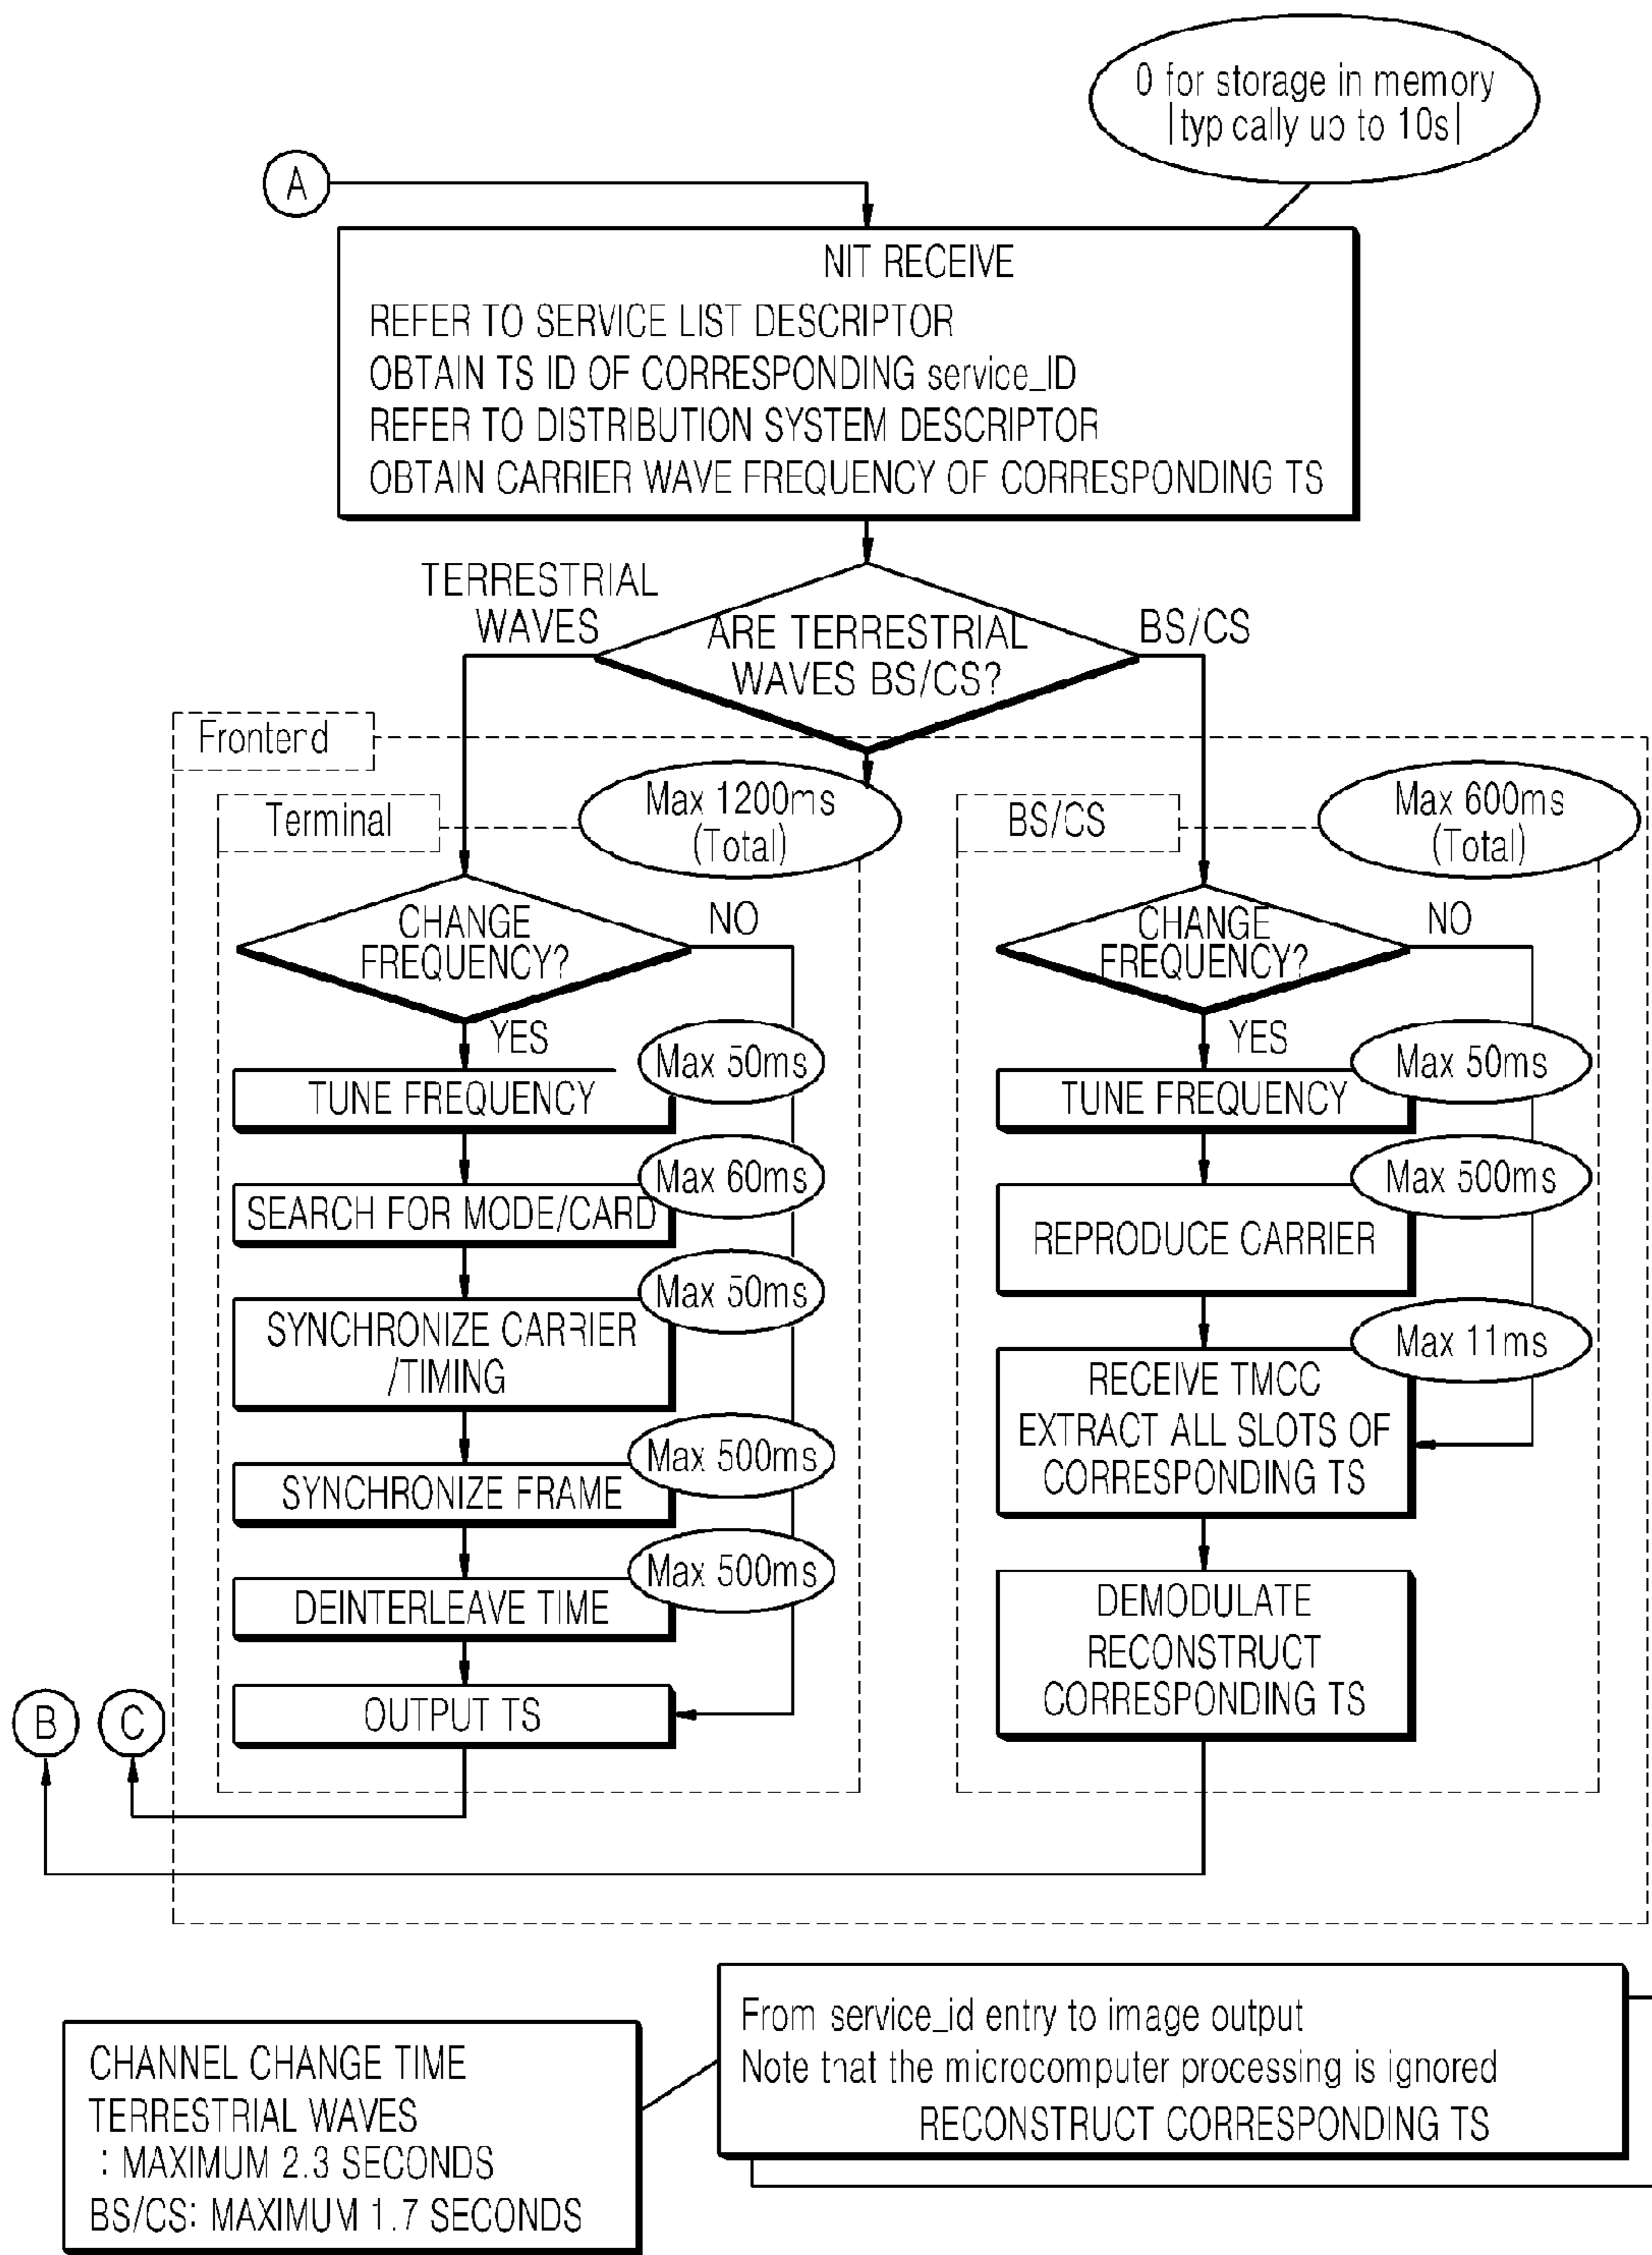 0 for storage in memory
|typ cally up to 10s|
A
NIT RECEIVE
REFER TO SERVICE LIST DESCRIPTOR
OBTAIN TS ID OF CORRESPONDING service_ID
REFER TO DISTRIBUTION SYSTEM DESCRIPTOR
OBTAIN CARRIER WAVE FREQUENCY OF CORRESPONDING TS
TERRESTRIAL
WAVES
ARE TERRESTRIAL
WAVES BS/CS?
BS/CS
Frontend
Terminal
Max 1200ms
(Total)
BS/CS
Max 600ms
(Total)
CHANGE
FREQUENCY?
NO
YES
Max 50ms
TUNE FREQUENCY
Max 60ms
SEARCH FOR MODE/CARD
Max 50ms
SYNCHRONIZE CARRIER
/TIMING
Max 500ms
SYNCHRONIZE FRAME
Max 500ms
DEINTERLEAVE TIME
OUTPUT TS
CHANGE
FREQUENCY?
NO
YES
Max 50ms
TUNE FREQUENCY
Max 500ms
REPRODUCE CARRIER
Max 11ms
RECEIVE TMCC
EXTRACT ALL SLOTS OF
CORRESPONDING TS
DEMODULATE
RECONSTRUCT
CORRESPONDING TS
B
C
CHANNEL CHANGE TIME
TERRESTRIAL WAVES
: MAXIMUM 2.3 SECONDS
BS/CS: MAXIMUM 1.7 SECONDS
From service_id entry to image output
Note that the microcomputer processing is ignored
RECONSTRUCT CORRESPONDING TS